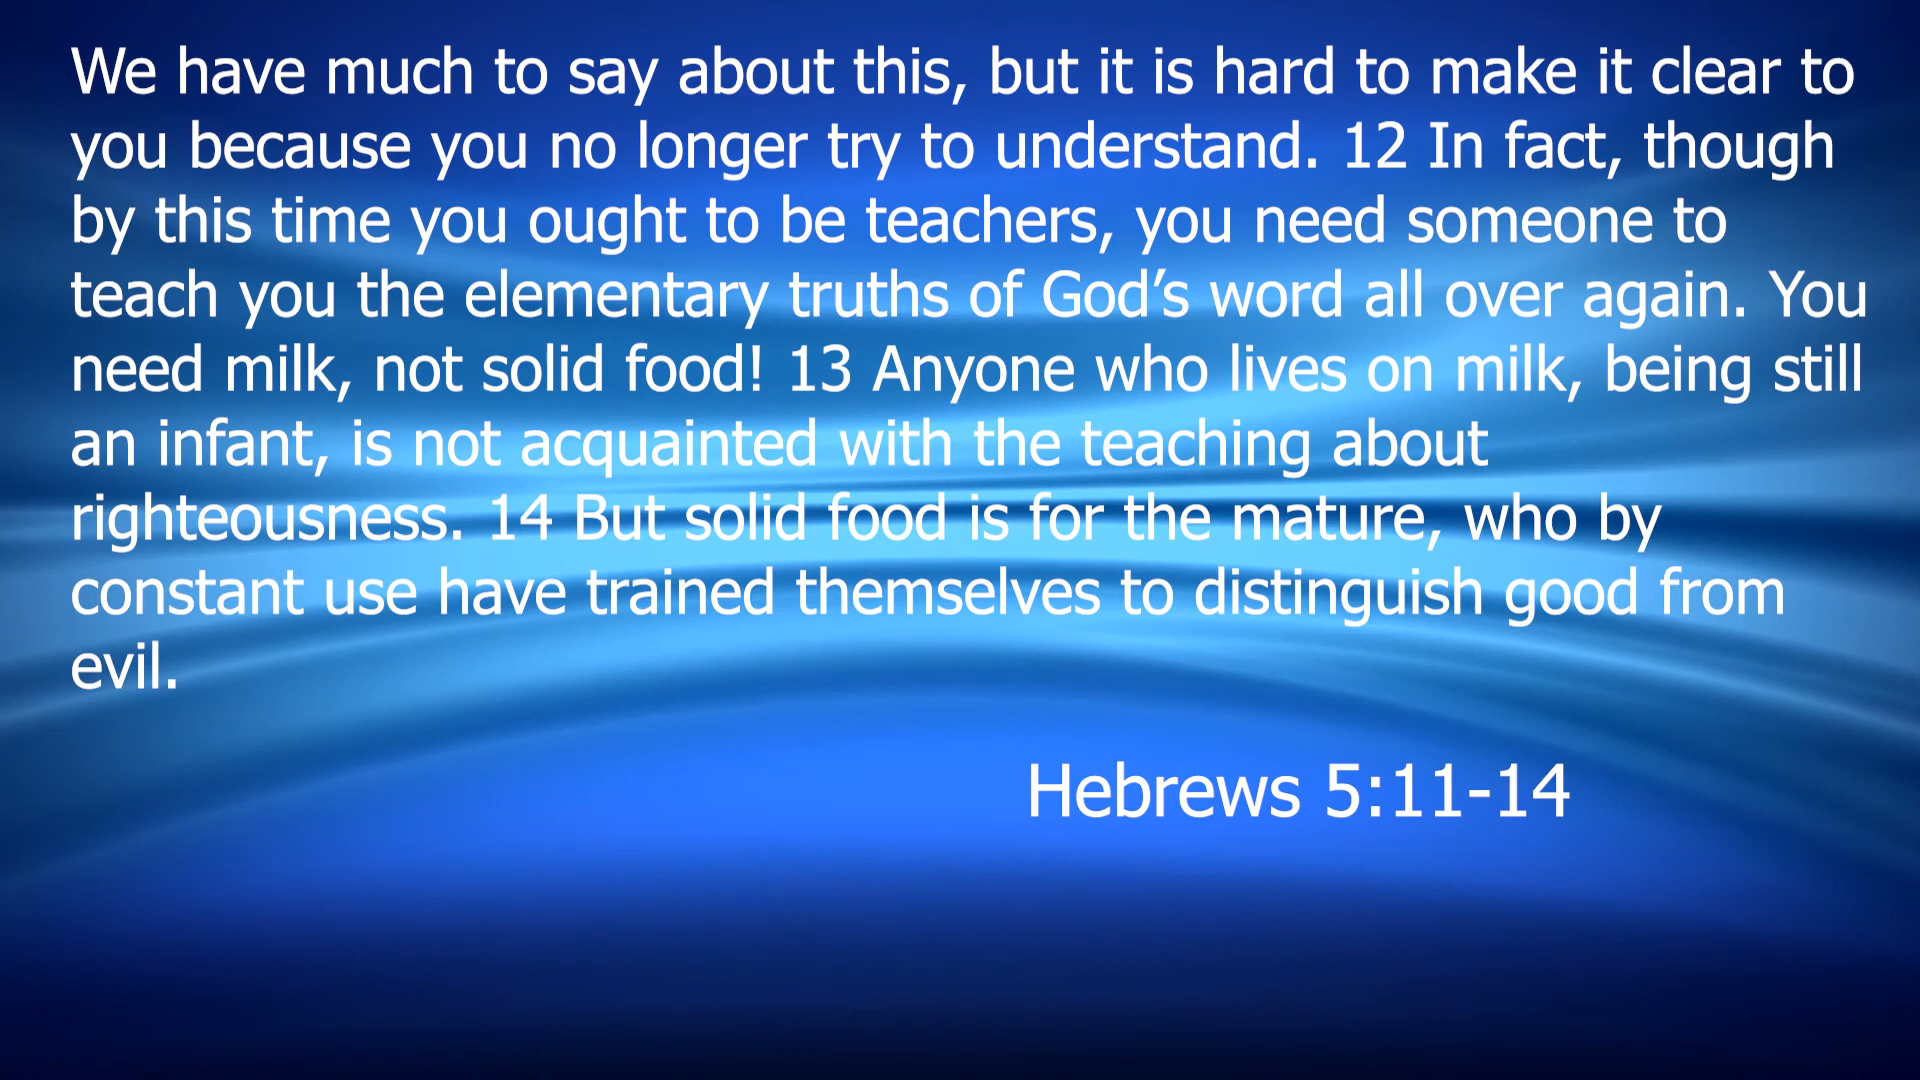 We have much to say about this, but it is hard to make it clear to
you because you no longer try to understand. 12 In fact, though
by this time you ought to be teachers, you need someone to
teach you the elementary truths of God’s word all over again. You
need milk, not solid food! 13 Anyone who lives on milk, being still
an infant, is not acquainted with the teaching about
righteousness. 14 But solid food is for the mature, who by
constant use have trained themselves to distinguish good from
evil.
Hebrews 5:11-14